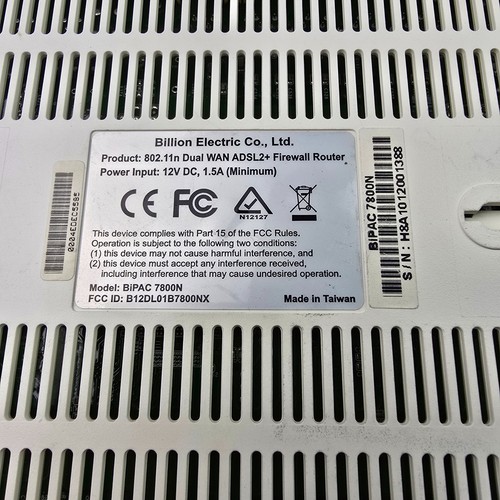 Billion Electric Co., Ltd.
Product: 802.11n Dual WAN ADSL2+ Firewall Router
Power Input: 12V DC, 1.5A (Minimum)
CE FC N12127
This device complies with Part 15 of the FCC Rules.
Operation is subject to the following two conditions:
(1) this device may not cause harmful interference, and
(2) this device must accept any interference received,
including interference that may cause undesired operation.
Model: BiPAC 7800N
FCC ID: B12DL01B7800NX Made in Taiwan
BiPAC 7800N
S/N: H8A1012001388